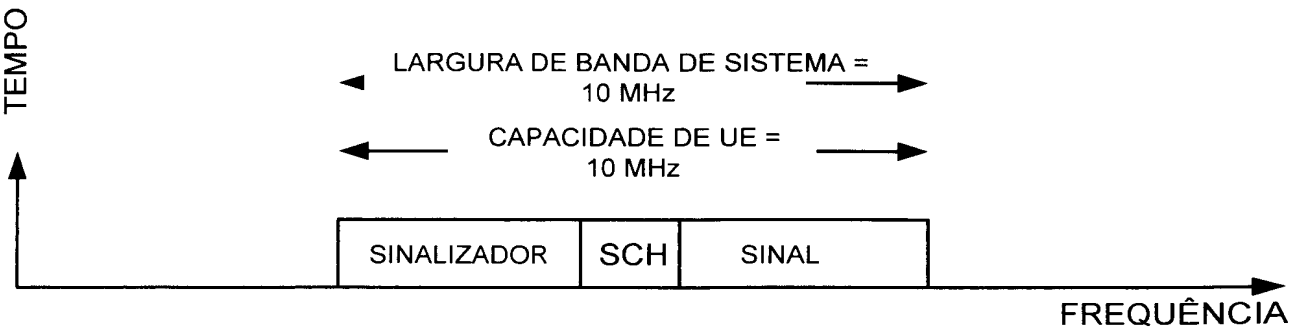 TEMPO
LARGURA DE BANDA DE SISTEMA =
10 MHz
CAPACIDADE DE UE =
10 MHz
SINALIZADOR
SCH
SINAL
FREQUÊNCIA